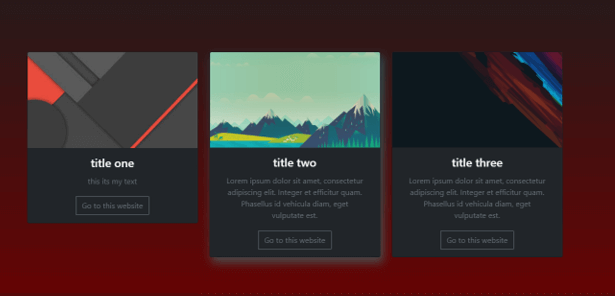 title one
this its my text
Go to this website
title two
Lorem ipsum dolor sit amet, consectetur
adipiscing elit. Integer et efficitur quam.
Phasellus id vehicula diam, eget
vulputate est.
Go to this website
title three
Lorem ipsum dolor sit amet, consectetur
adipiscing elit. Integer et efficitur quam.
Phasellus id vehicula diam, eget
vulputate est.
Go to this website